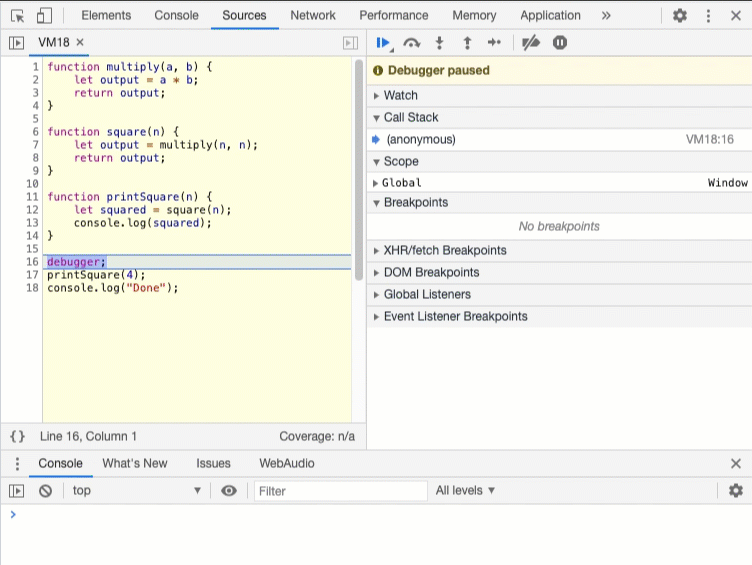 Elements Console Sources Network Performance Memory Application »
VM18 ×
1 function multiply(a, b) {
2     let output = a * b;
3     return output;
4 }
5
6 function square(n) {
7     let output = multiply(n, n);
8     return output;
9 }
10
11 function printSquare(n) {
12     let squared = square(n);
13     console.log(squared);
14 }
15
16 debugger;
17 printSquare(4);
18 console.log("Done");
{} Line 16, Column 1 Coverage: n/a
Debugger paused
Watch
Call Stack
(anonymous) VM18:16
Scope
Global Window
Breakpoints
No breakpoints
XHR/fetch Breakpoints
DOM Breakpoints
Global Listeners
Event Listener Breakpoints
Console What's New Issues WebAudio
top Filter All levels